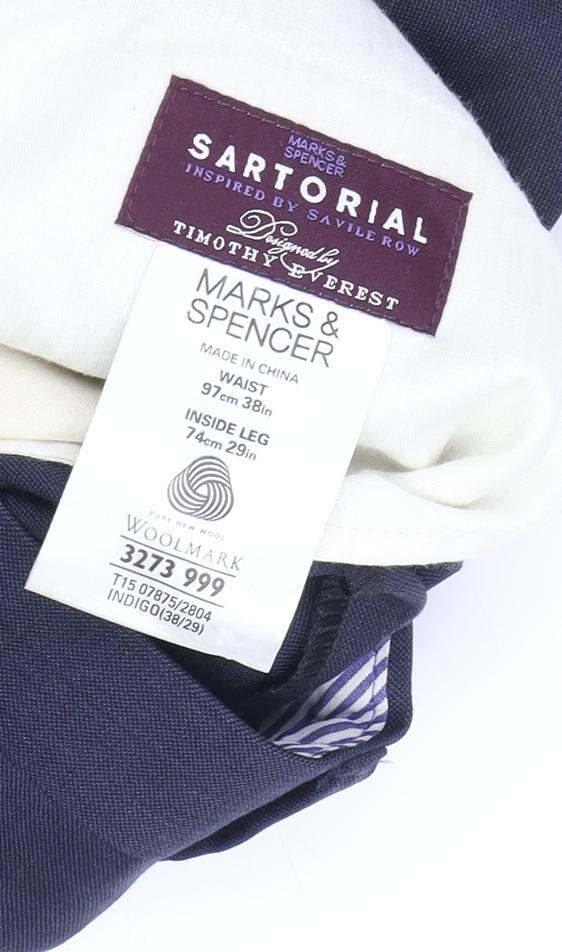 MARKS &
SPENCER
SARTORIAL
INSPIRED BY SAVILE ROW
Designed by
TIMOTHY EVEREST
MARKS &
SPENCER
MADE IN CHINA
WAIST
97cm 38in
INSIDE LEG
74cm 29in
PURE NEW WOOL
WOOLMARK
3273 999
T15 07875/2804
INDIGO(38/29)